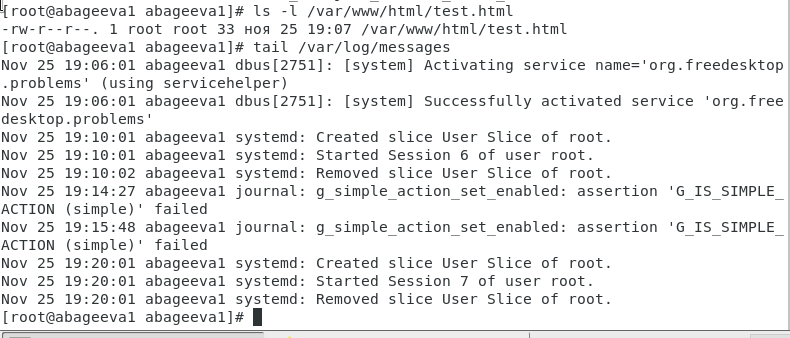 [root@abageeva1 abageeva1]# ls -l /var/www/html/test.html
-rw-r--r--. 1 root root 33 ноя 25 19:07 /var/www/html/test.html
[root@abageeva1 abageeva1]# tail /var/log/messages
Nov 25 19:06:01 abageeva1 dbus[2751]: [system] Activating service name='org.freedesktop
.problems' (using servicehelper)
Nov 25 19:06:01 abageeva1 dbus[2751]: [system] Successfully activated service 'org.free
desktop.problems'
Nov 25 19:10:01 abageeva1 systemd: Created slice User Slice of root.
Nov 25 19:10:01 abageeva1 systemd: Started Session 6 of user root.
Nov 25 19:10:02 abageeva1 systemd: Removed slice User Slice of root.
Nov 25 19:14:27 abageeva1 journal: g_simple_action_set_enabled: assertion 'G_IS_SIMPLE_
ACTION (simple)' failed
Nov 25 19:15:48 abageeva1 journal: g_simple_action_set_enabled: assertion 'G_IS_SIMPLE_
ACTION (simple)' failed
Nov 25 19:20:01 abageeva1 systemd: Created slice User Slice of root.
Nov 25 19:20:01 abageeva1 systemd: Started Session 7 of user root.
Nov 25 19:20:01 abageeva1 systemd: Removed slice User Slice of root.
[root@abageeva1 abageeva1]#